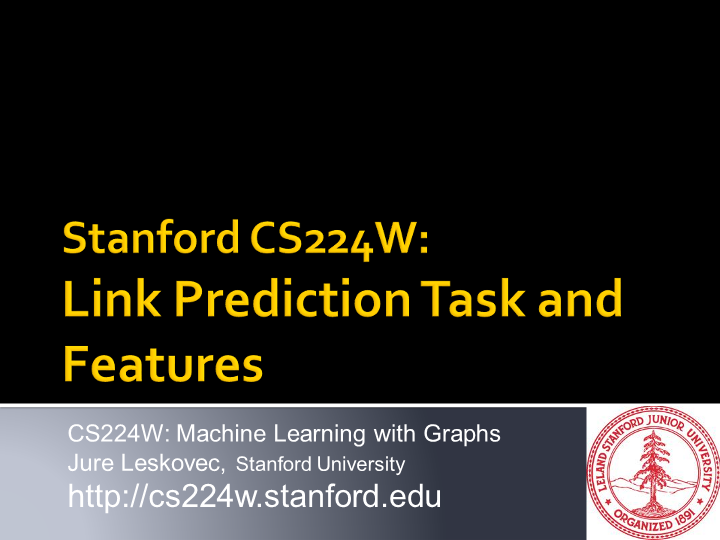 Stanford CS224W:
Link Prediction Task and
Features
CS224W: Machine Learning with Graphs
Jure Leskovec, Stanford University
http://cs224w.stanford.edu
LELAND STANFORD JUNIOR UNIVERSITY
ORGANIZED 1891